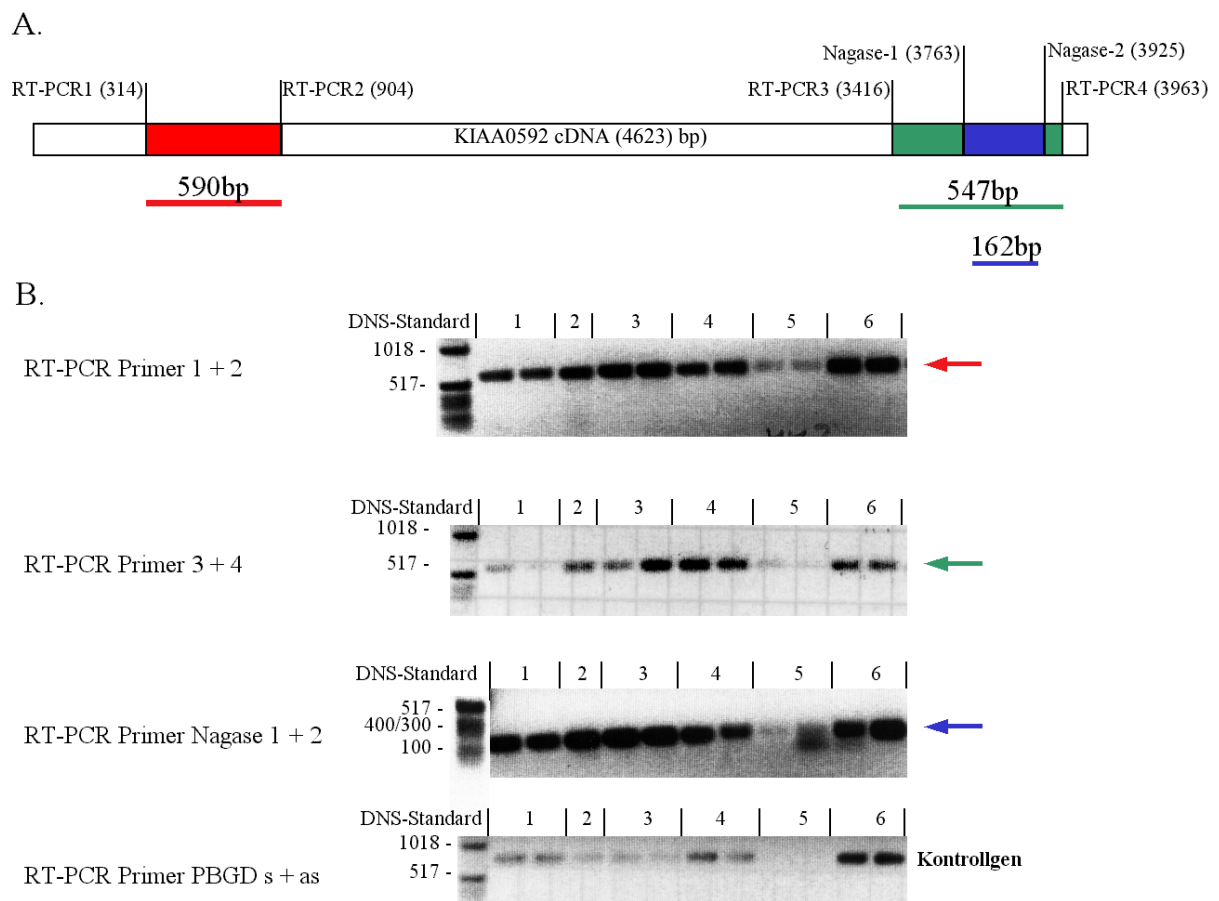 A.
Nagase-1 (3763) Nagase-2 (3925)
RT-PCR1 (314) RT-PCR2 (904) RT-PCR3 (3416) RT-PCR4 (3963)
KIAA0592 cDNA (4623) bp)
590bp 547bp
162bp
B.
DNS-Standard 1 2 3 4 5 6
1018 -
RT-PCR Primer 1 + 2
517-
DNS-Standard 1 2 3 4 5 6
1018 -
RT-PCR Primer 3 + 4
517 -
DNS-Standard 1 2 3 4 5 6
517 -
400/300 -
RT-PCR Primer Nagase 1 + 2
100 -
DNS-Standard 1 2 3 4 5 6
1018 -
Kontrollgen
RT-PCR Primer PBGD s + as
517 -